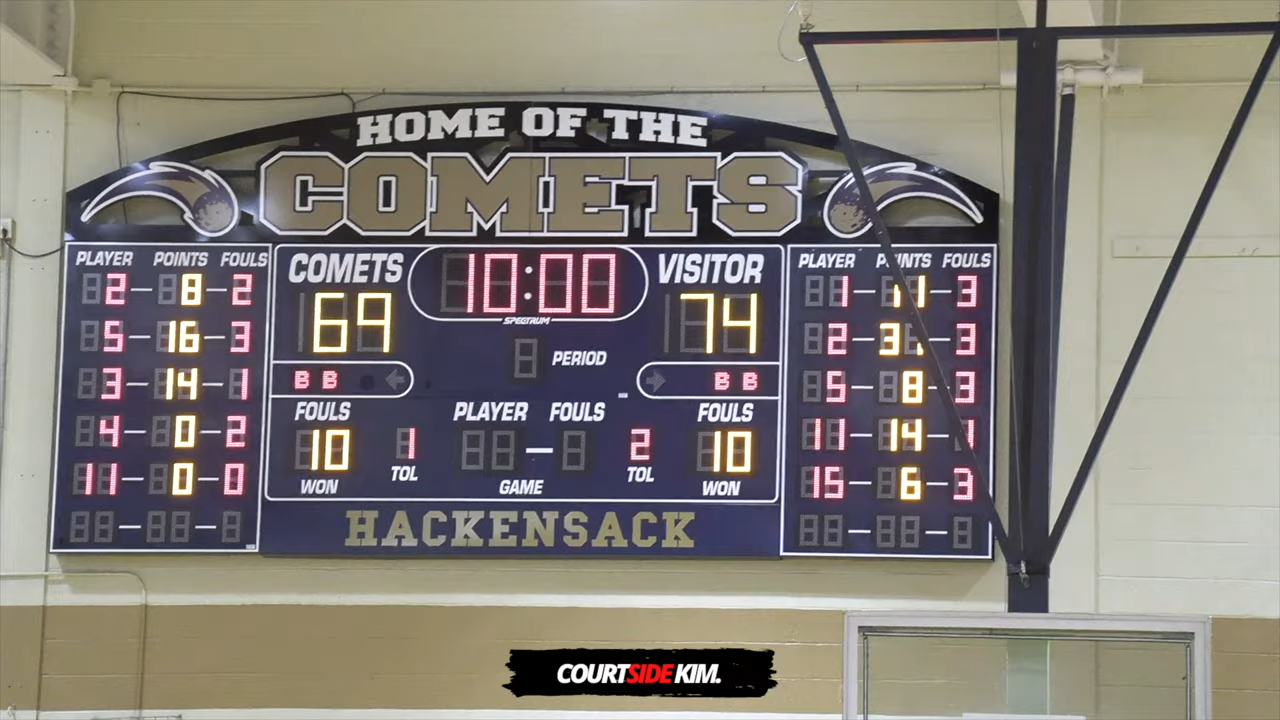 HOME OF THE
COMETS
PLAYER POINTS FOULS
2 8 2
5 16 3
3 14 1
4 0 2
11 0 0
COMETS 10:00 VISITOR
69 74
SPECTRUM
PERIOD
B B B B
FOULS PLAYER FOULS FOULS
10 1 2 10
WON TOL GAME TOL WON
HACKENSACK
PLAYER FOULS
1 11 3
2 3
5 8 3
11 14 1
15 6 3
COURTSIDE KIM.